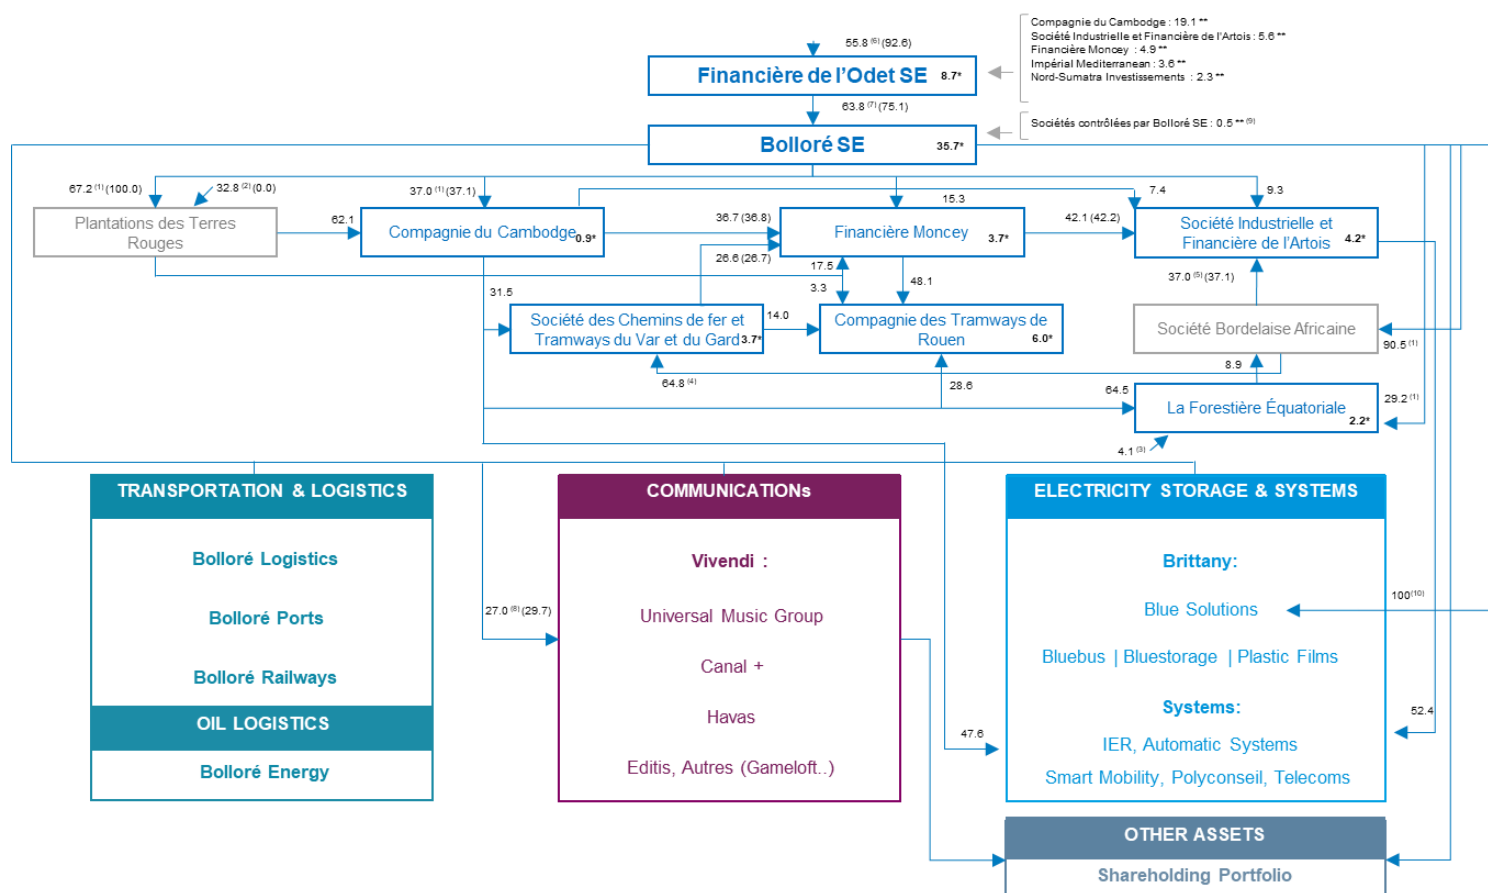 Compagnie du Cambodge : 19.1 **
Société Industrielle et Financière de l'Artois : 5.6 **
Financière Moncey : 4.9 **
Impérial Mediterranean : 3.6 **
Nord-Sumatra Investissements : 2.3 **
55.8 (6) (92.6)
Financière de l'Odet SE 8.7*
63.8 (7) (75.1)
Sociétés contrôlées par Bolloré SE : 0.5 ** (9)
Bolloré SE 35.7*
67.2 (1) (100.0)
32.8 (2) (0.0)
37.0 (1) (37.1)
15.3
7.4
9.3
Plantations des Terres
Rouges
62.1
Compagnie du Cambodge 0.9*
36.7 (36.8)
Financière Moncey 3.7*
42.1 (42.2)
Société Industrielle et
Financière de l'Artois 4.2*
26.6 (26.7)
17.5
3.3
48.1
37.0 (5) (37.1)
31.5
Société des Chemins de fer et
Tramways du Var et du Gard 3.7*
14.0
Compagnie des Tramways de
Rouen 6.0*
Société Bordelaise Africaine
90.5 (1)
64.8 (4)
28.6
8.9
64.5
La Forestière Équatoriale 2.2*
29.2 (1)
4.1 (3)
TRANSPORTATION & LOGISTICS
Bolloré Logistics
Bolloré Ports
Bolloré Railways
OIL LOGISTICS
Bolloré Energy
27.0 (8) (29.7)
COMMUNICATIONs
Vivendi :
Universal Music Group
Canal +
Havas
Editis, Autres (Gameloft..)
47.6
ELECTRICITY STORAGE & SYSTEMS
Brittany:
Blue Solutions
100(10)
Bluebus | Bluestorage | Plastic Films
Systems:
52.4
IER, Automatic Systems
Smart Mobility, Polyconseil, Telecoms
OTHER ASSETS
Shareholding Portfolio